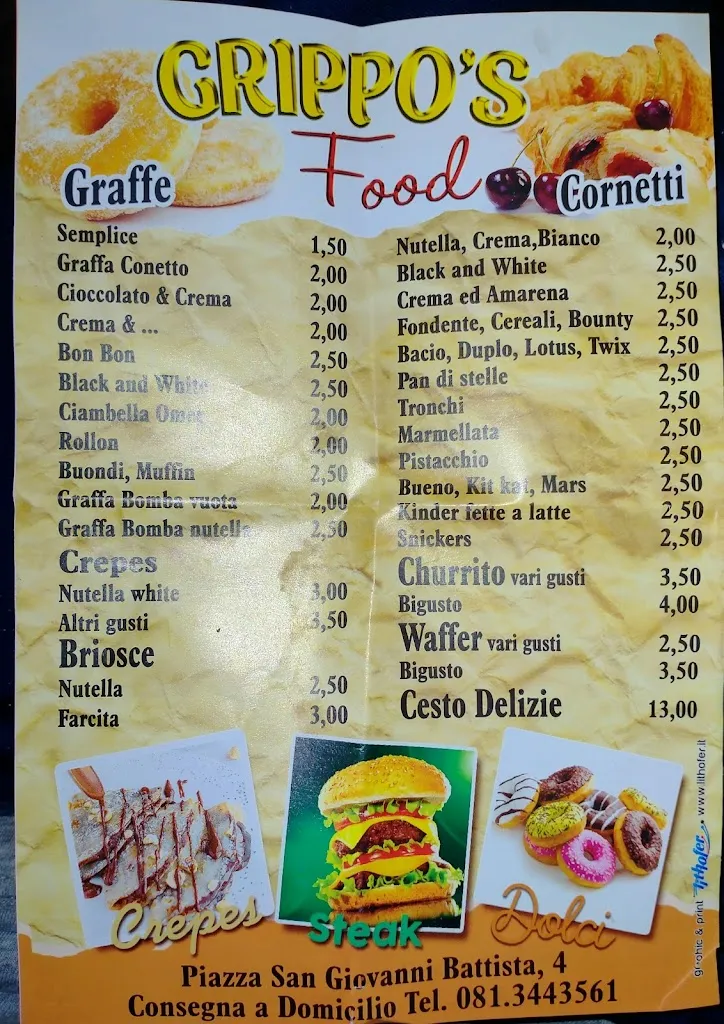 GRIPPO'S
Food
Graffe
Semplice 1,50
Graffa Conetto 2,00
Cioccolato & Crema 2,00
Crema & ... 2,00
Bon Bon 2,50
Black and White 2,50
Ciambella Omer 2,00
Rollon 2,00
Buondi, Muffin 2,50
Graffa Bomba vuota 2,00
Graffa Bomba nutella 2,50
Crepes
Nutella white 3,00
Altri gusti 3,50
Briosce
Nutella 2,50
Farcita 3,00
Cornetti
Nutella, Crema,Bianco 2,00
Black and White 2,50
Crema ed Amarena 2,50
Fondente, Cereali, Bounty 2,50
Bacio, Duplo, Lotus, Twix 2,50
Pan di stelle 2,50
Tronchi 2,50
Marmellata 2,50
Pistacchio 2,50
Bueno, Kit kat, Mars 2,50
Kinder fette a latte 2,50
Snickers 2,50
Churrito vari gusti 3,50
Bigusto 4,00
Waffer vari gusti 2,50
Bigusto 3,50
Cesto Delizie 13,00
Crepes
Steak
Dolci
graphic & print lithofer www.lithofer.it
Piazza San Giovanni Battista, 4
Consegna a Domicilio Tel. 081.3443561